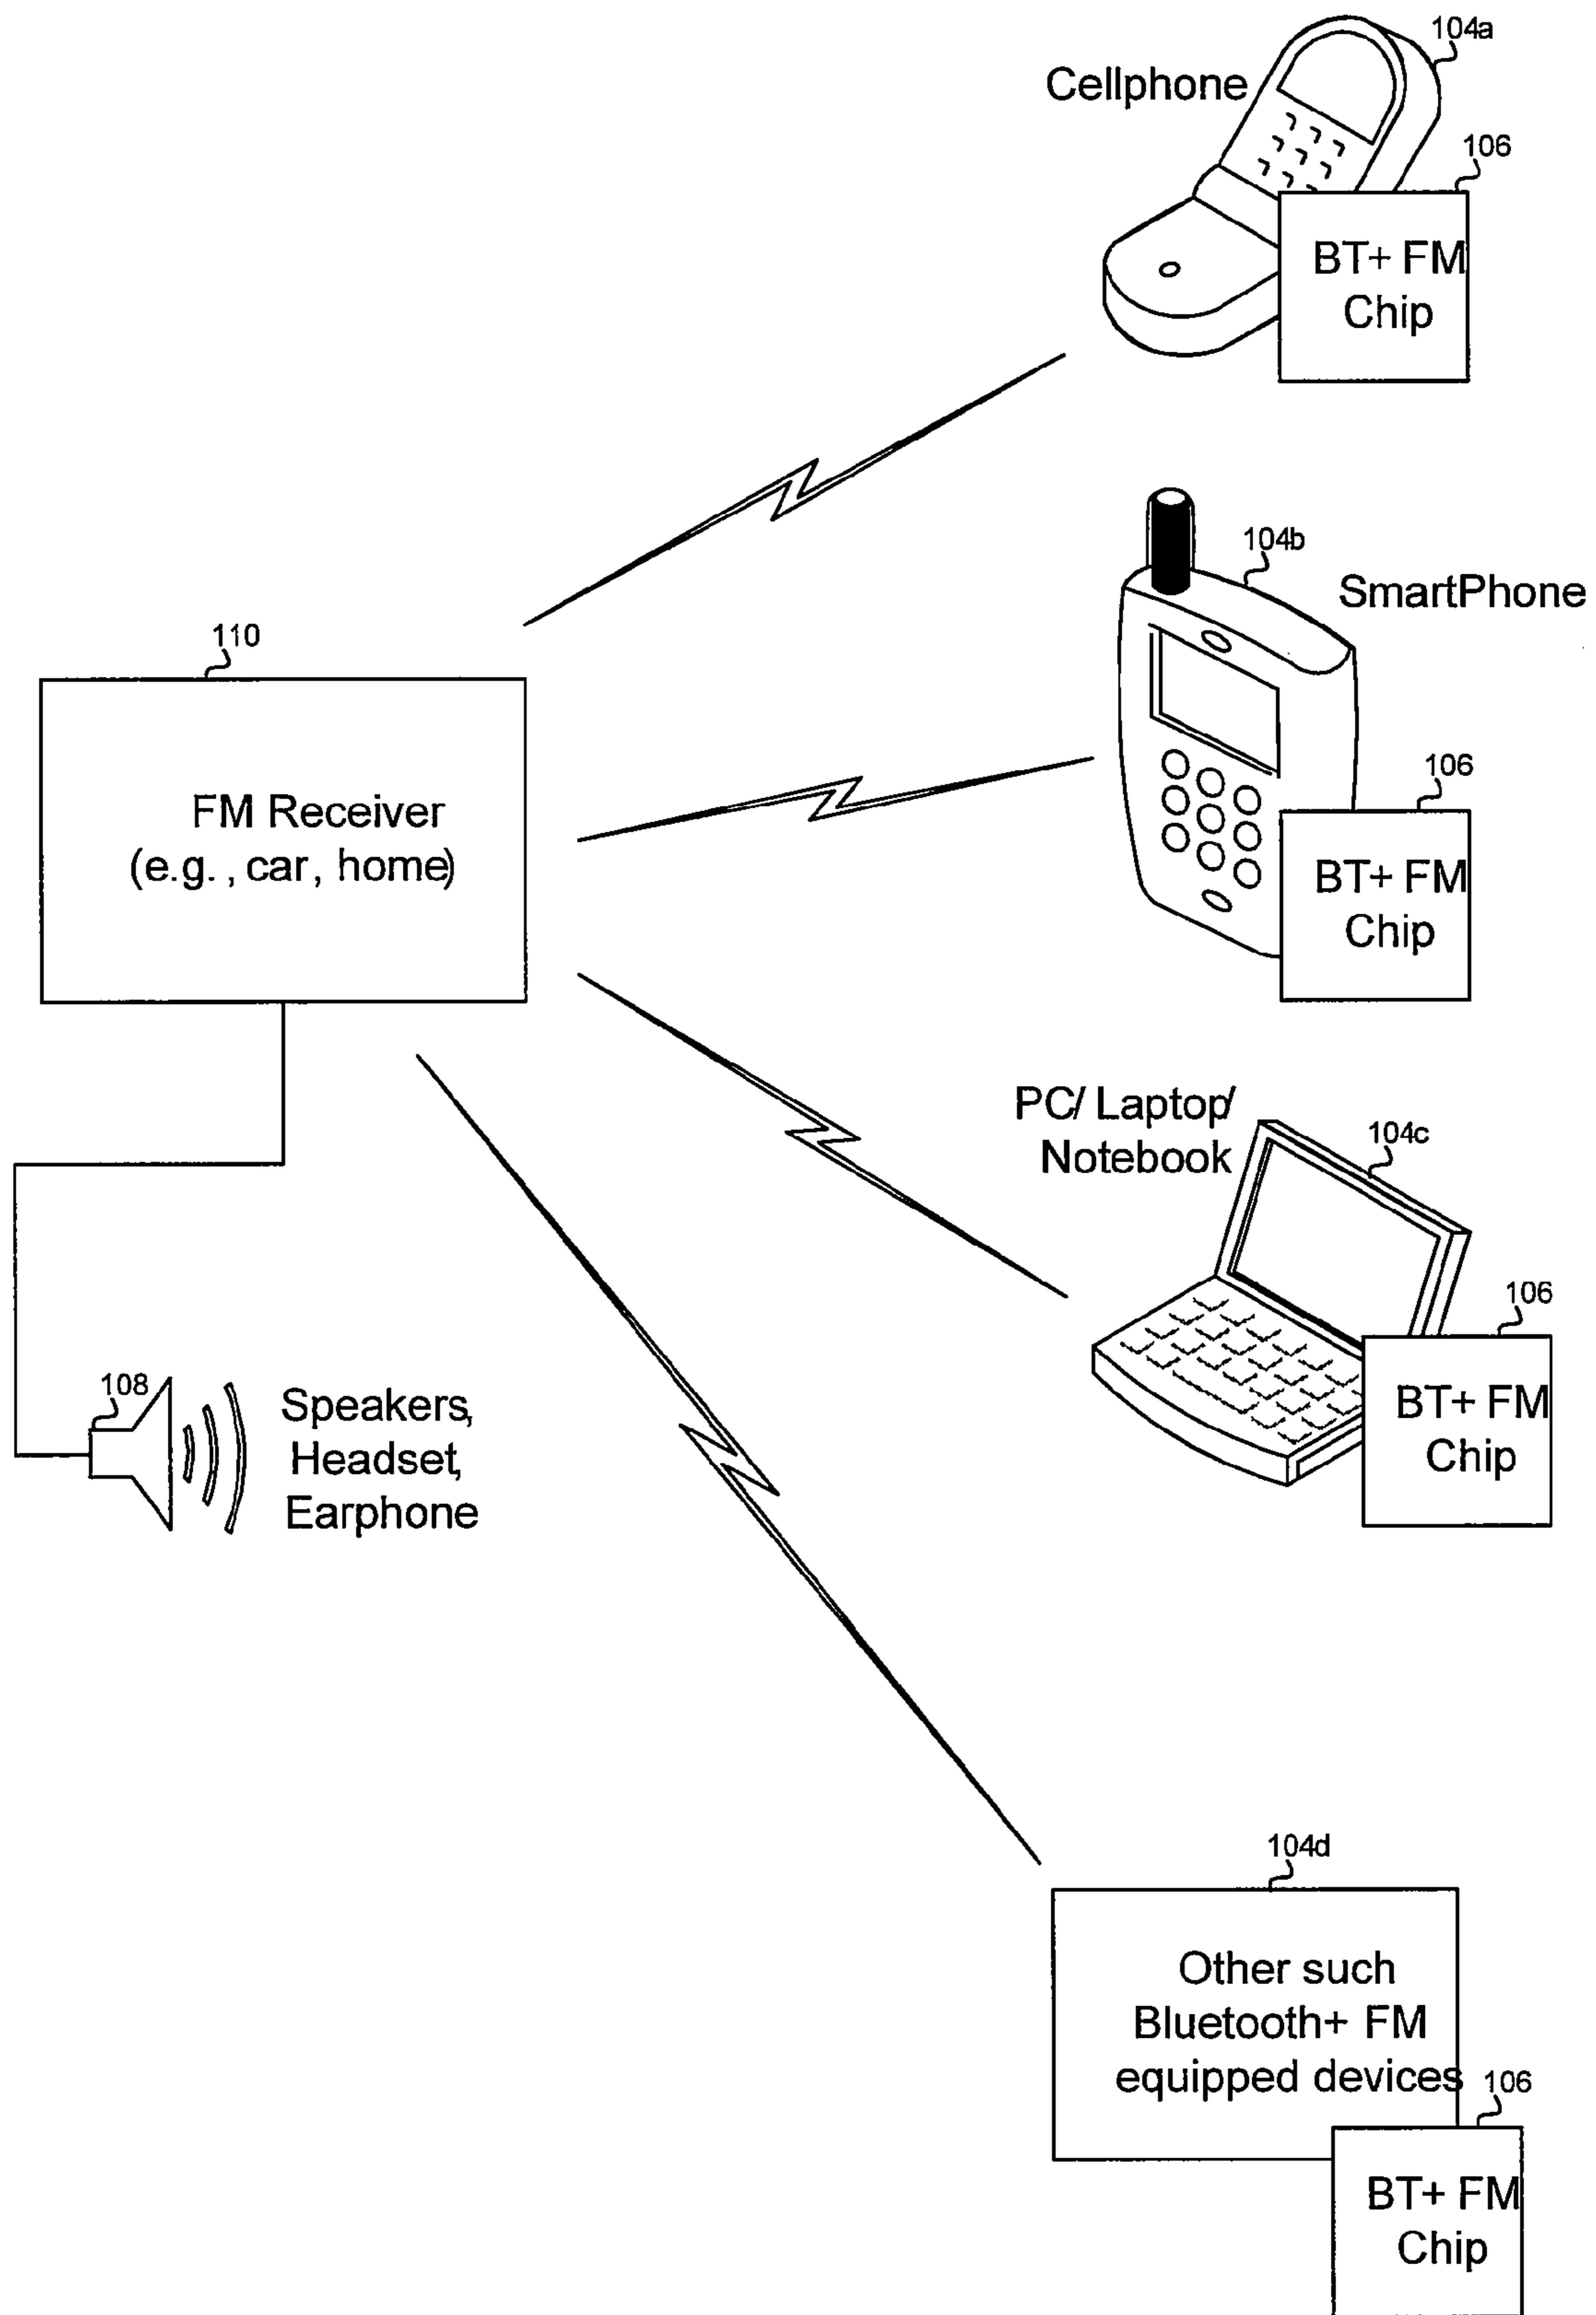 104a
Cellphone
106
BT+ FM
Chip
104b
SmartPhone
110
FM Receiver
(e.g., car, home)
106
BT+ FM
Chip
PC/ Laptop/
Notebook
104c
106
BT+ FM
Chip
108
Speakers,
Headset,
Earphone
104d
Other such
Bluetooth+ FM
equipped devices
106
BT+ FM
Chip